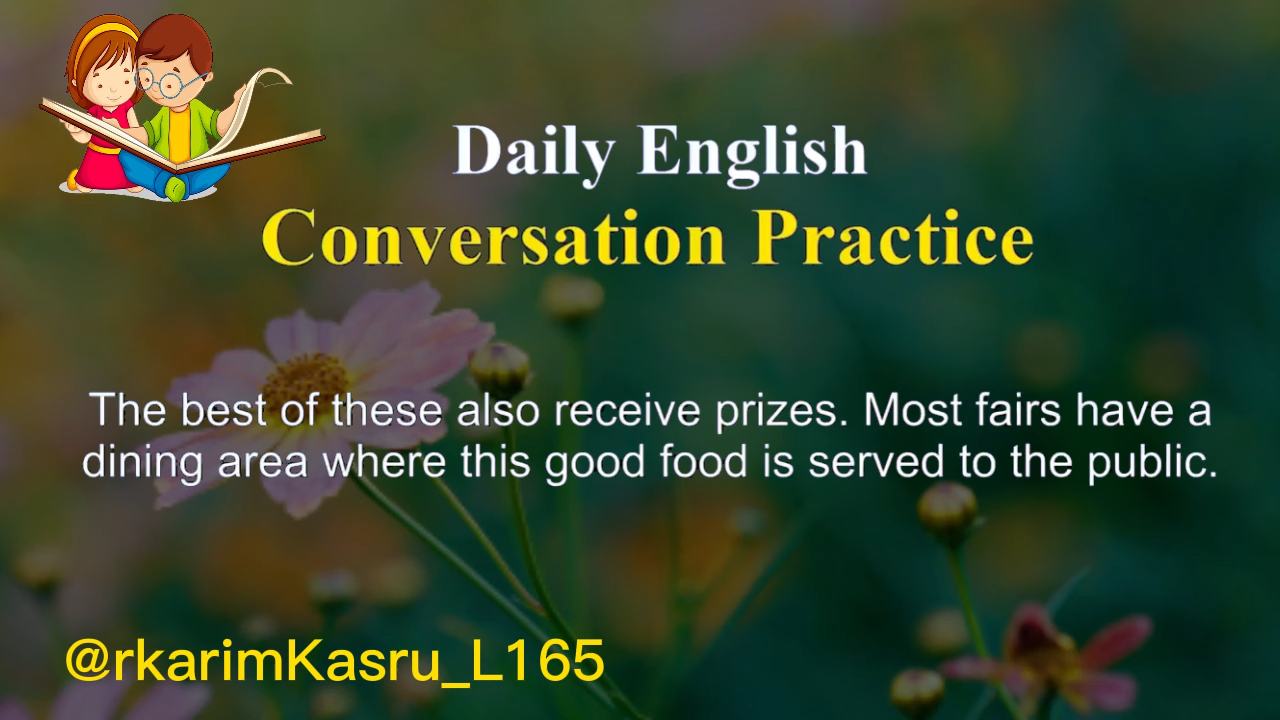 Daily English
Conversation Practice
The best of these also receive prizes. Most fairs have a
dining area where this good food is served to the public.
@rkarimKasru_L165